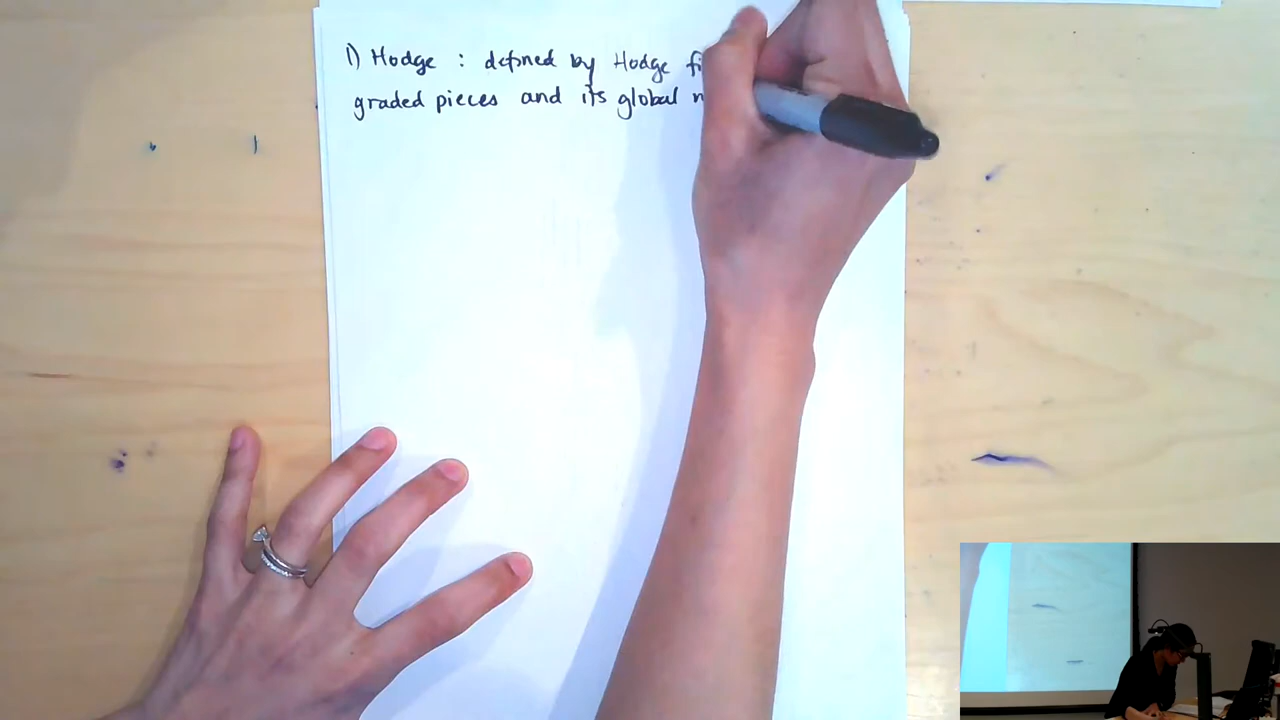 1) Hodge : defined by Hodge
graded pieces and its global